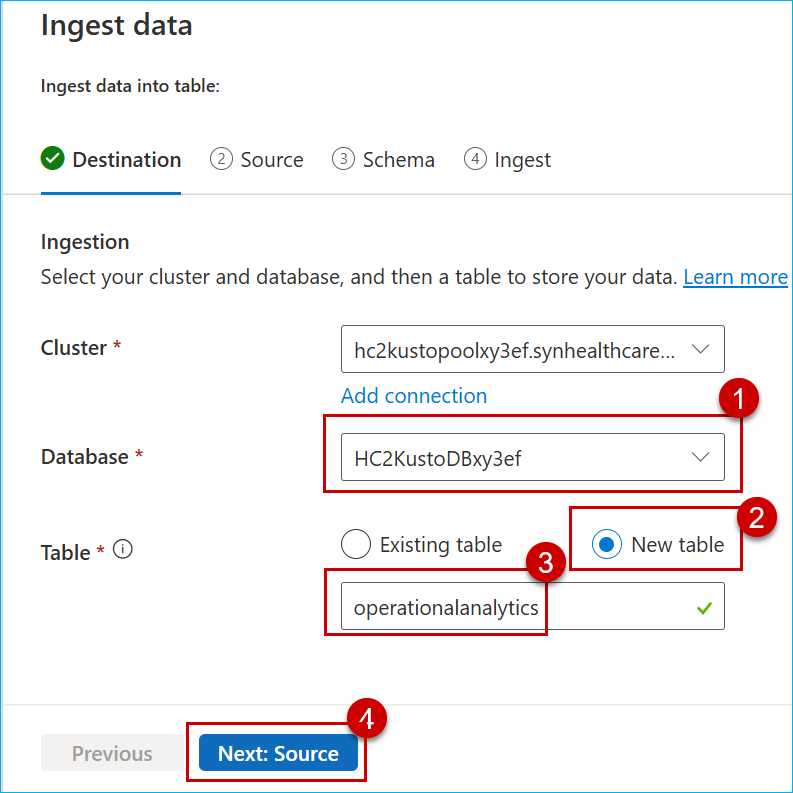 Ingest data
Ingest data into table:
Destination 2 Source 3 Schema 4 Ingest
Ingestion
Select your cluster and database, and then a table to store your data. Learn more
Cluster * hc2kustopoolxy3ef.synhealthcare...
Add connection
1
Database * HC2KustoDBxy3ef
2
Table * i Existing table New table
3
operationalanalytics
4
Previous Next: Source